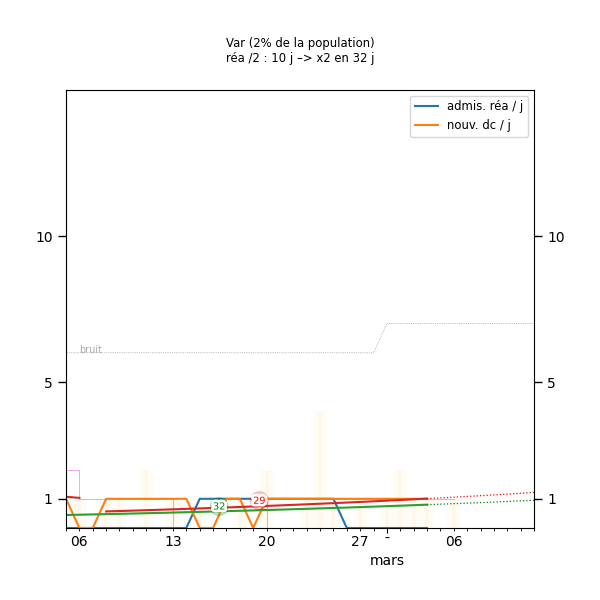 Var (2% de la population)
réa /2 : 10 j –> x2 en 32 j
admis. réa / j
nouv. dc / j
10
10
bruit
5
5
1
1
32
29
06
13
20
27
-
06
mars